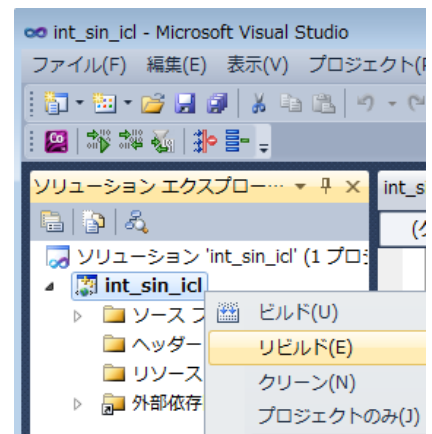 int_sin_icl - Microsoft Visual Studio
ファイル(F) 編集(E) 表示(V) プロジェクト(P
ソリューション エクスプロー… int_s
ソリューション 'int_sin_icl' (1 プロ
int_sin_icl
ソース フ ビルド(U)
ヘッダー リビルド(E)
リソース クリーン(N)
外部依存 プロジェクトのみ(J)